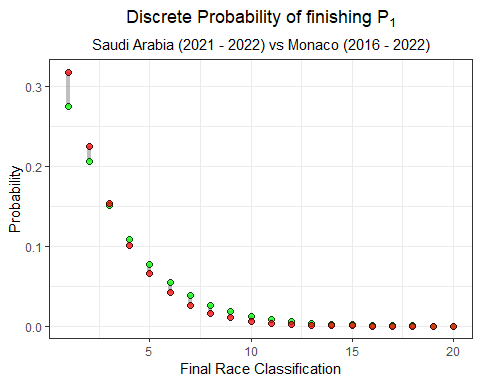 Discrete Probability of finishing P1
Saudi Arabia (2021 - 2022) vs Monaco (2016 - 2022)
Probability
0.3
0.2
0.1
0.0
5 10 15 20
Final Race Classification